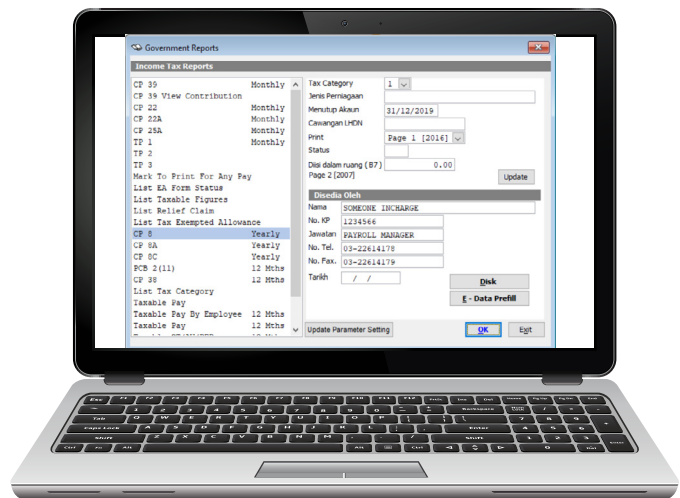 Government Reports
Income Tax Reports
CP 39 Monthly
CP 39 View Contribution
CP 22 Monthly
CP 22A Monthly
CP 25A Monthly
TP 1 Monthly
TP 2
TP 3
Mark To Print For Any Pay
List EA Form Status
List Taxable Figures
List Relief Claim
List Tax Exempted Allowance
CP 8 Yearly
CP 8A Yearly
CP 8C Yearly
PCB 2(II) 12 Mths
CP 38 12 Mths
List Tax Category
Taxable Pay
Taxable Pay By Employee 12 Mths
Taxable Pay 12 Mths
Tax Category 1
Jenis Perniagaan
Menutup Akaun 31/12/2019
Cawangan LHDN
Print Page 1 [2016]
Status
Diisi dalam ruang ( B7 ) 0.00
Page 2 [2007]
Update
Disedia Oleh
Nama SOMEONE INCHARGE
No. KP 1234566
Jawatan PAYROLL MANAGER
No. Tel. 03-22614178
No. Fax. 03-22614179
Tarikh / /
Disk
E - Data Prefill
Update Parameter Setting
OK
Exit